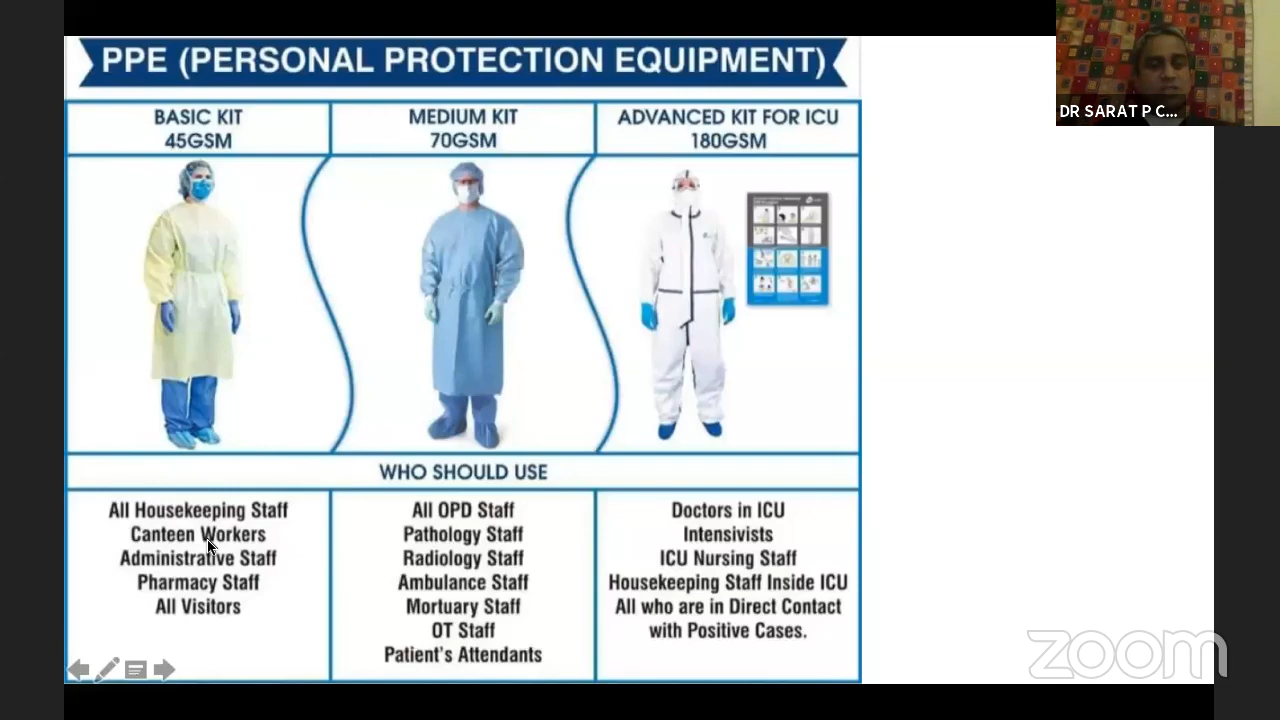 PPE (PERSONAL PROTECTION EQUIPMENT)
BASIC KIT
45GSM
MEDIUM KIT
70GSM
ADVANCED KIT FOR ICU
180GSM
WHO SHOULD USE
All Housekeeping Staff
Canteen Workers
Administrative Staff
Pharmacy Staff
All Visitors
All OPD Staff
Pathology Staff
Radiology Staff
Ambulance Staff
Mortuary Staff
OT Staff
Patient's Attendants
Doctors in ICU
Intensivists
ICU Nursing Staff
Housekeeping Staff Inside ICU
All who are in Direct Contact
with Positive Cases.
DR SARAT P C...
zoom